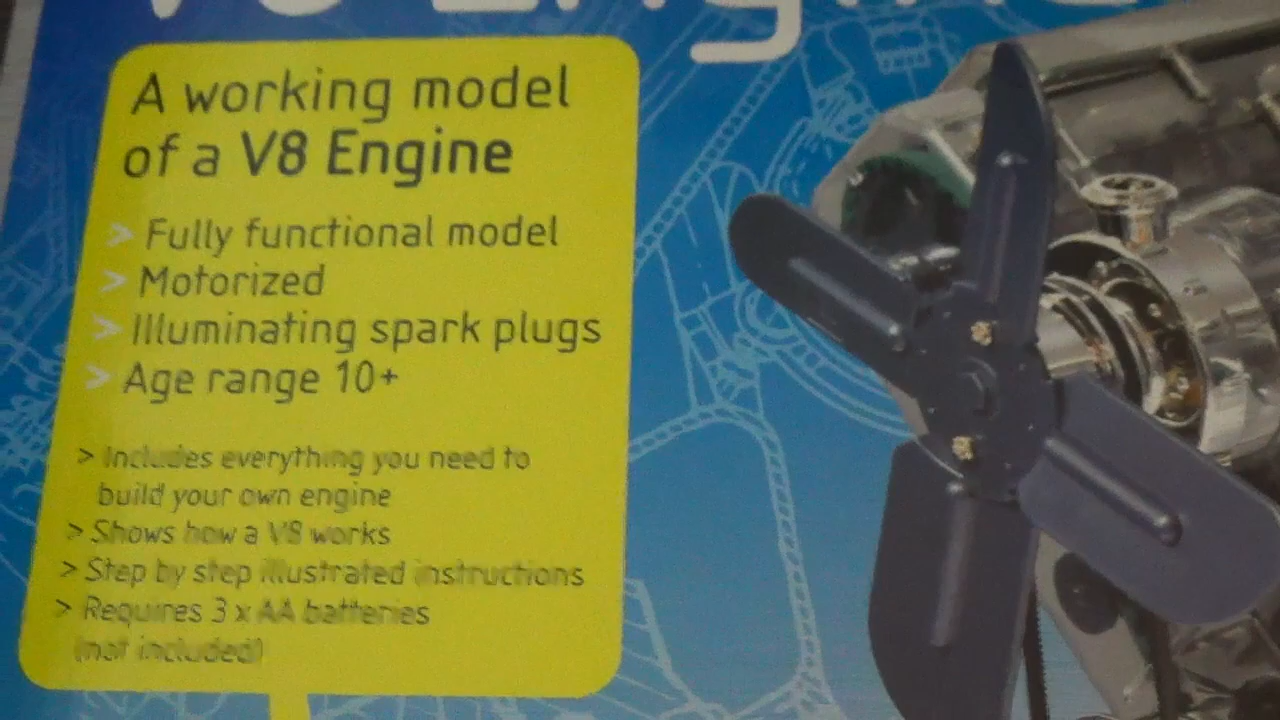 V8 Engine
A working model
of a V8 Engine
> Fully functional model
> Motorized
> Illuminating spark plugs
> Age range 10+
> Includes everything you need to
build your own engine
> Shows how a V8 works
> Step by step illustrated instructions
> Requires 3 x AA batteries
(not included)